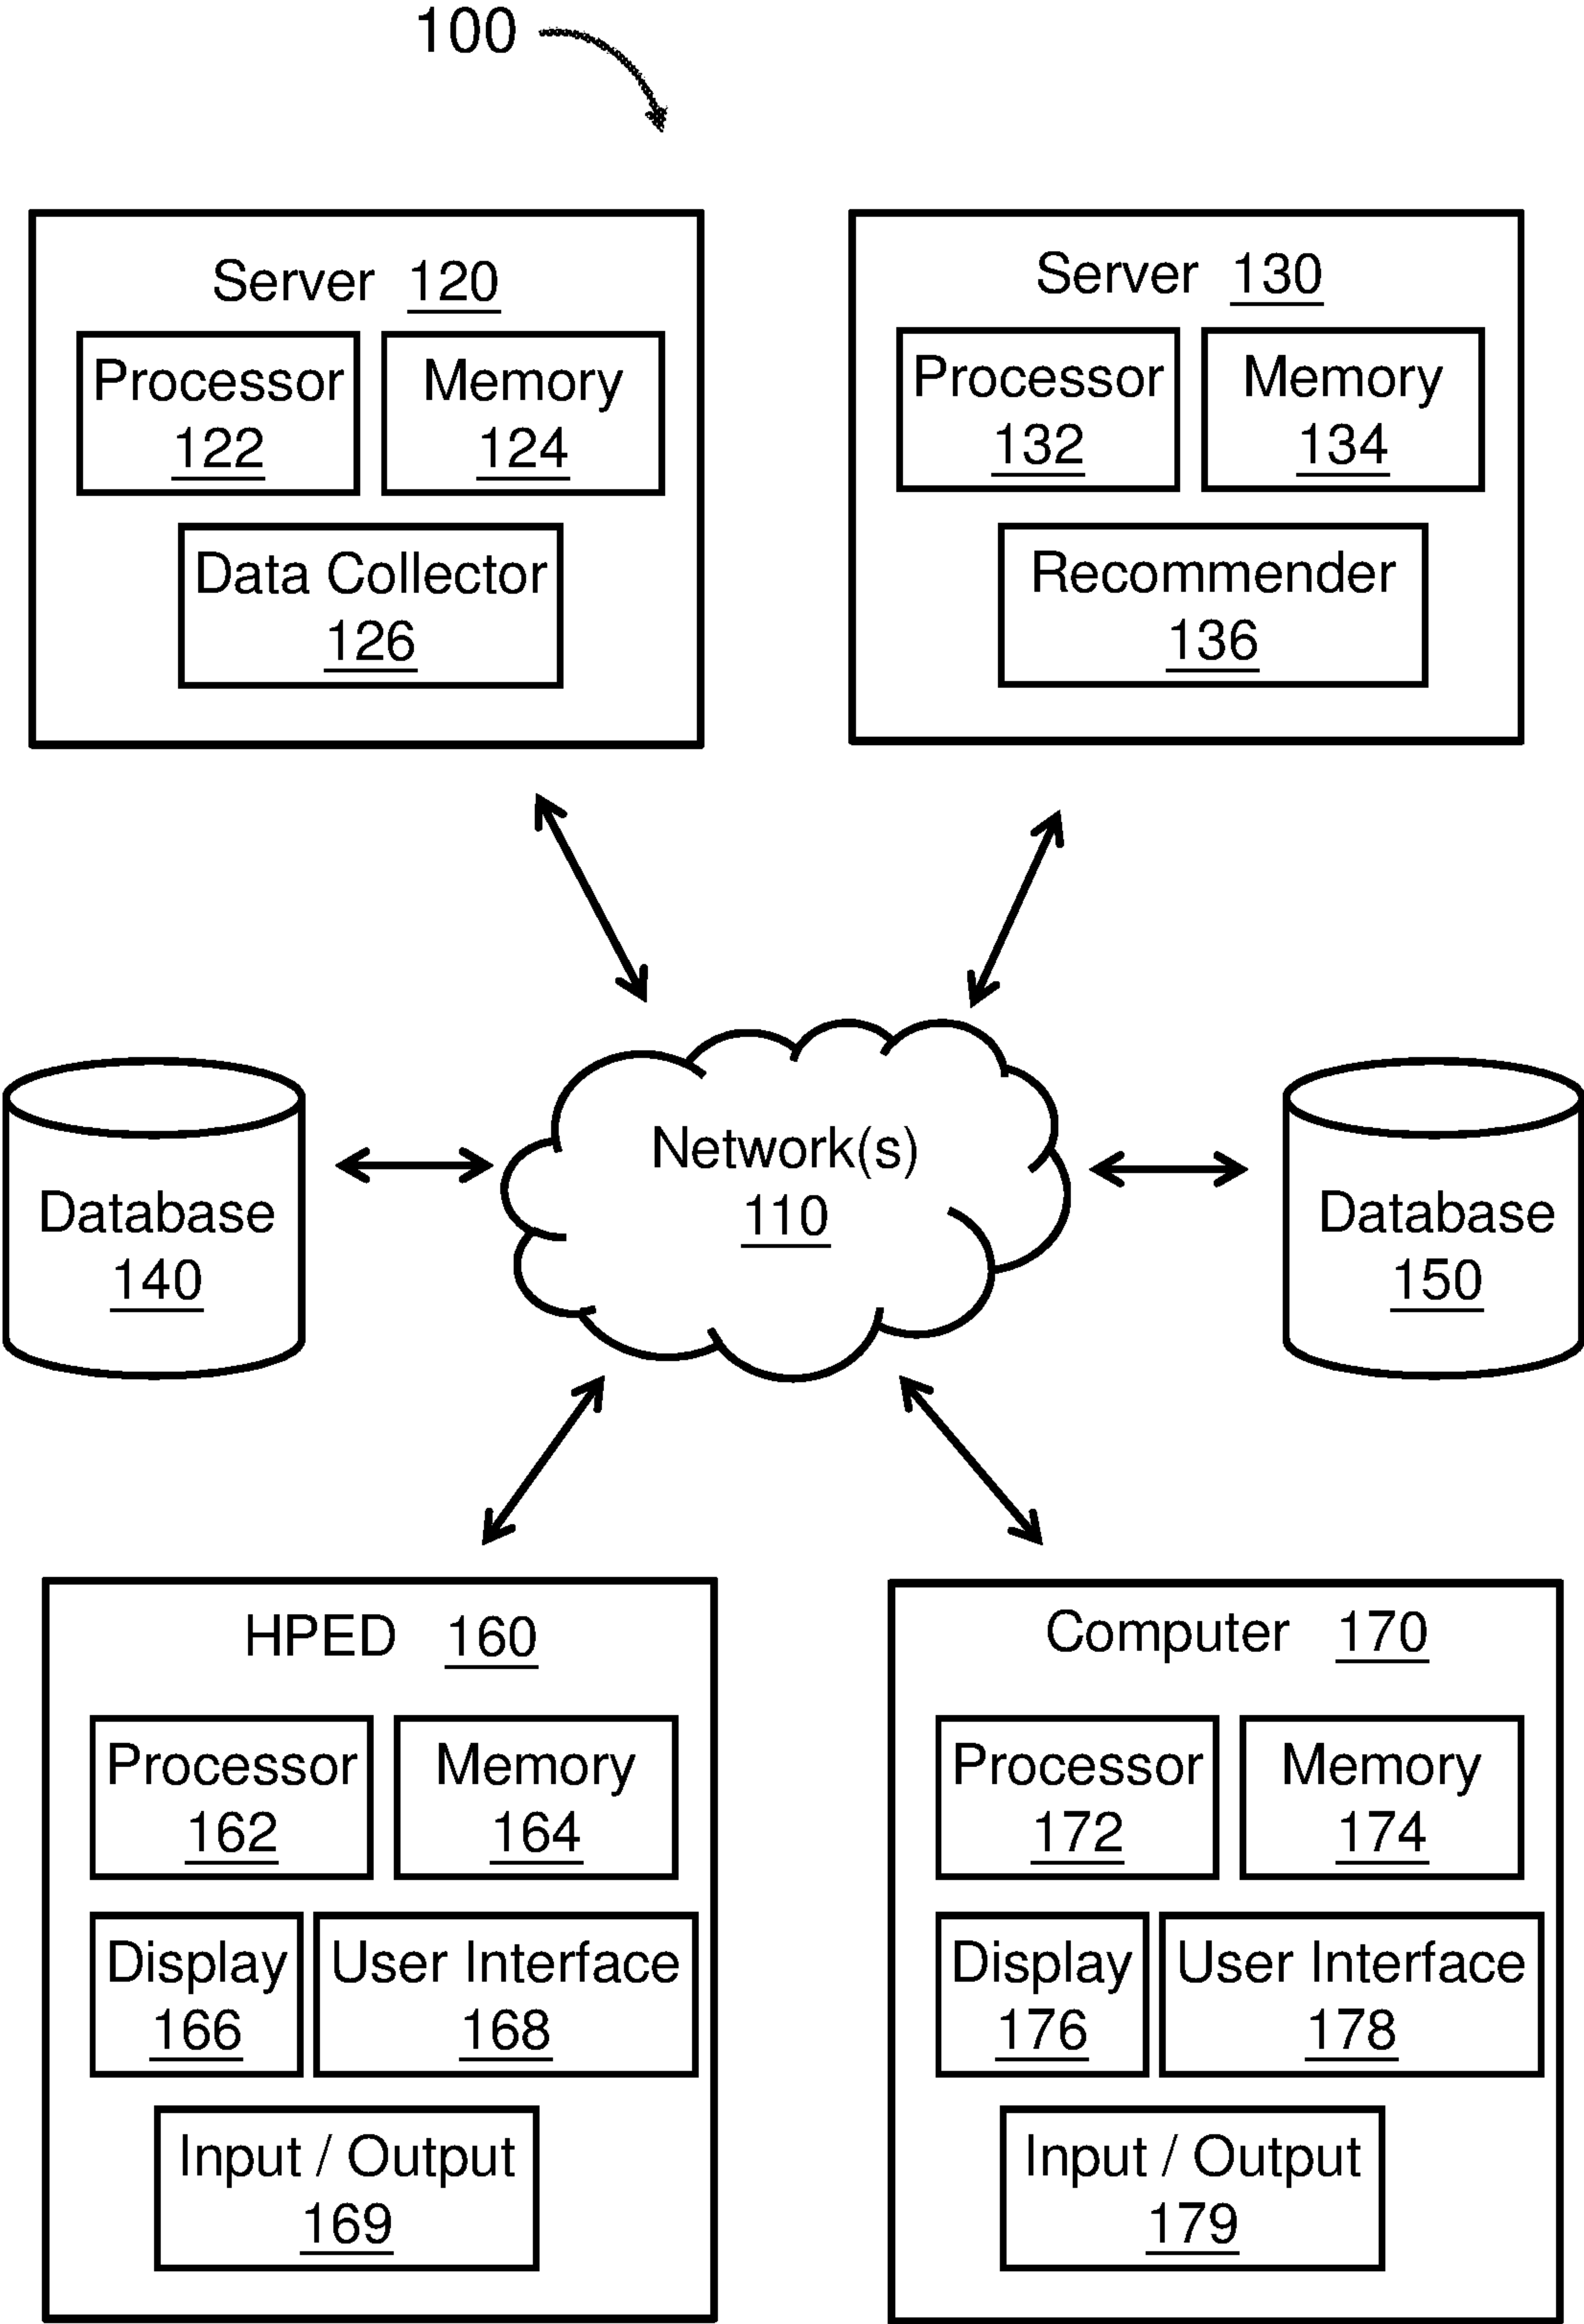 100
Server 120
Processor
122
Memory
124
Data Collector
126
Server 130
Processor
132
Memory
134
Recommender
136
Network(s)
110
Database
140
Database
150
HPED 160
Processor
162
Memory
164
Display
166
User Interface
168
Input / Output
169
Computer 170
Processor
172
Memory
174
Display
176
User Interface
178
Input / Output
179